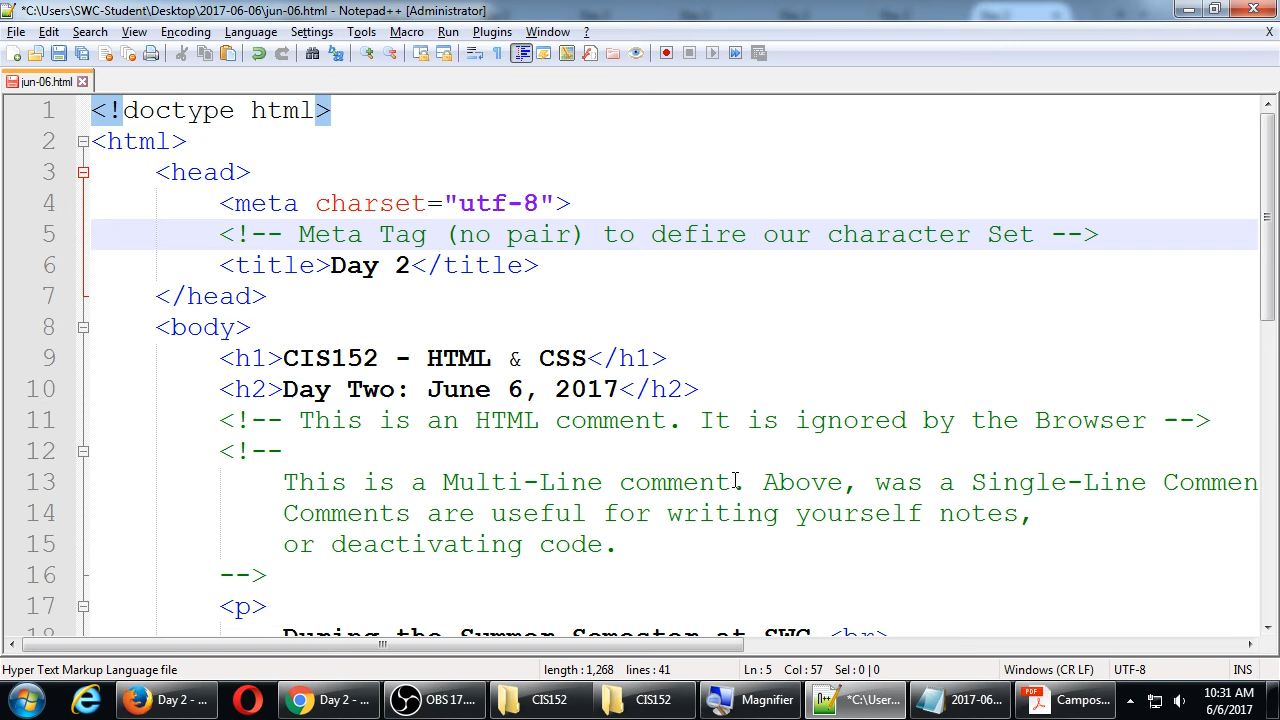 *C:\Users\SWC-Student\Desktop\2017-06-06\jun-06.html - Notepad++ [Administrator]
File Edit Search View Encoding Language Settings Tools Macro Run Plugins Window ? X
jun-06.html
1 <!doctype html>
2 <html>
3 <head>
4 <meta charset="utf-8">
5 <!-- Meta Tag (no pair) to defire our character Set -->
6 <title>Day 2</title>
7 </head>
8 <body>
9 <h1>CIS152 - HTML & CSS</h1>
10 <h2>Day Two: June 6, 2017</h2>
11 <!-- This is an HTML comment. It is ignored by the Browser -->
12 <!--
13 This is a Multi-Line comment. Above, was a Single-Line Commen
14 Comments are useful for writing yourself notes,
15 or deactivating code.
16 -->
17 <p>
18 During the Summer Semester at SWC <br>
Hyper Text Markup Language file length : 1,268 lines : 41 Ln : 5 Col : 57 Sel : 0 | 0 Windows (CR LF) UTF-8 INS
Day 2 - ... Day 2 - ... OBS 17.... CIS152 CIS152 Magnifier *C:\User... 2017-06... Campos... 10:31 AM
6/6/2017